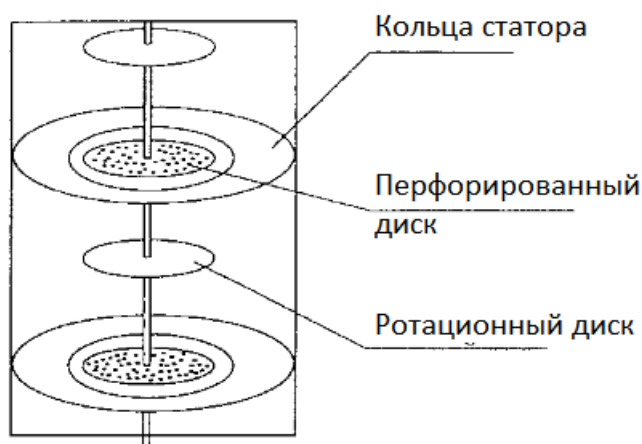 Кольца статора
Перфорированный
диск
Ротационный диск